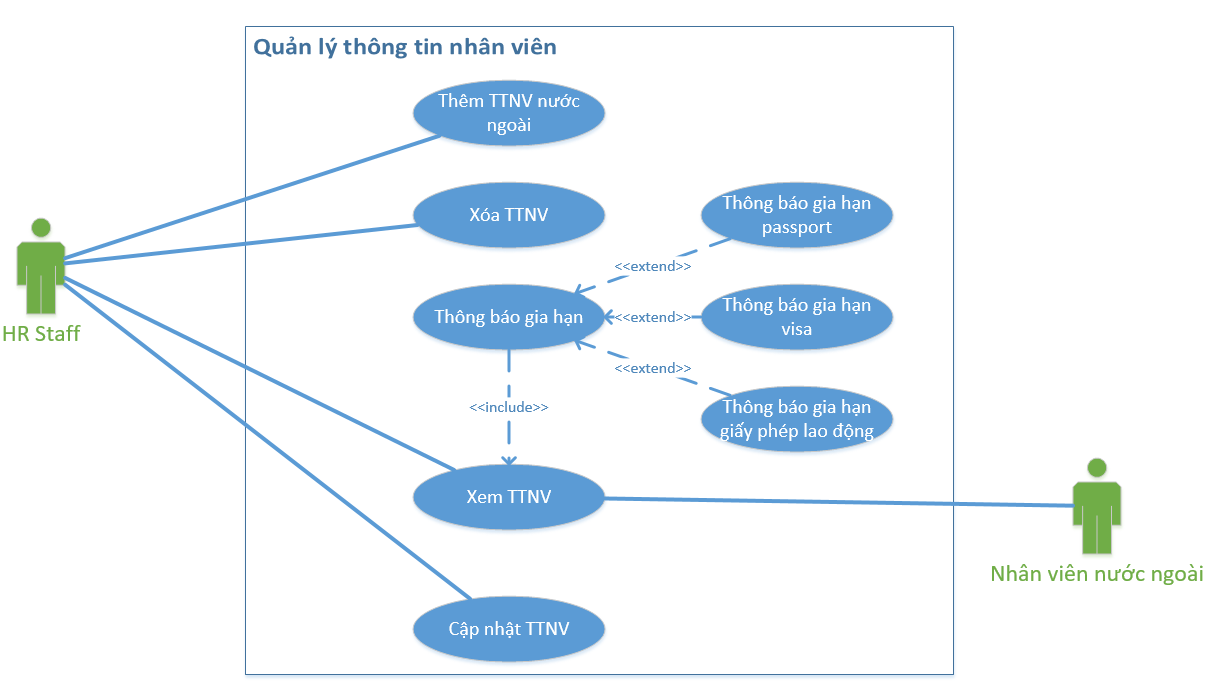 Quản lý thông tin nhân viên
Thêm TTNV nước
ngoài
Xóa TTNV
Thông báo gia hạn
passport
<<extend>>
Thông báo gia hạn
<<extend>>
Thông báo gia hạn
visa
HR Staff
<<extend>>
<<include>>
Thông báo gia hạn
giấy phép lao động
Xem TTNV
Nhân viên nước ngoài
Cập nhật TTNV